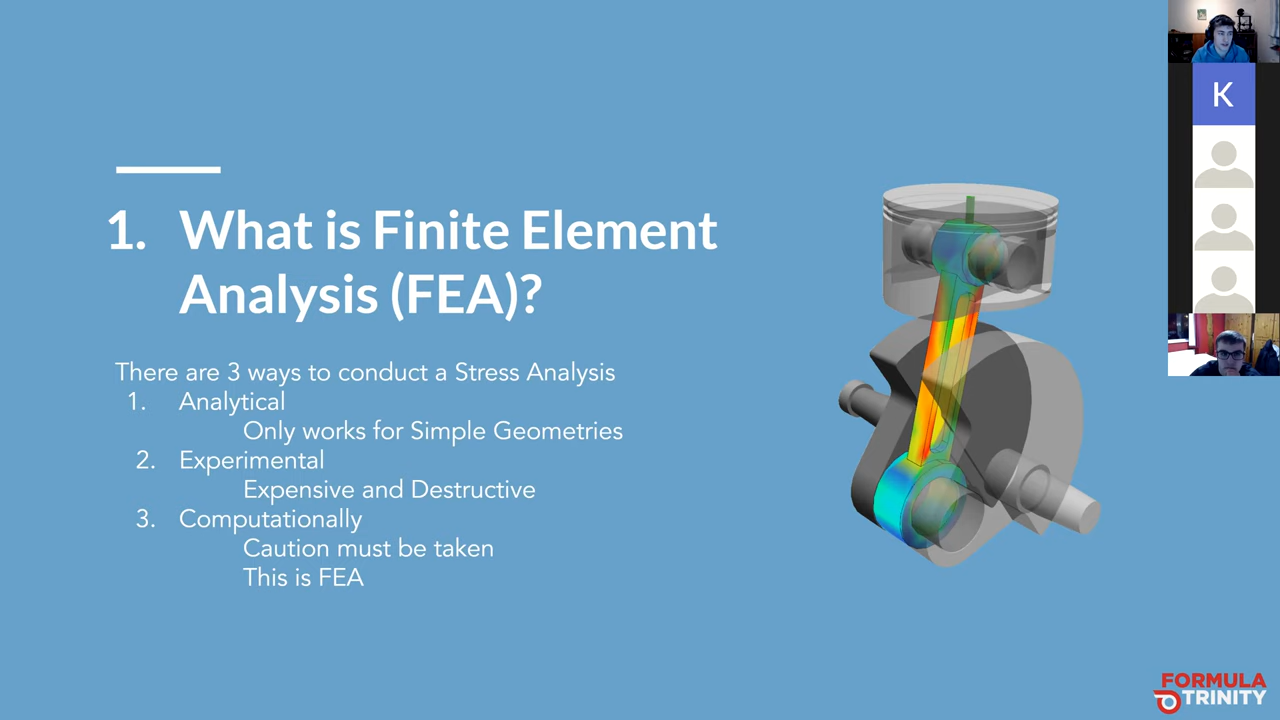 1. What is Finite Element
Analysis (FEA)?
There are 3 ways to conduct a Stress Analysis
1. Analytical
Only works for Simple Geometries
2. Experimental
Expensive and Destructive
3. Computationally
Caution must be taken
This is FEA
K
FORMULA
TRINITY